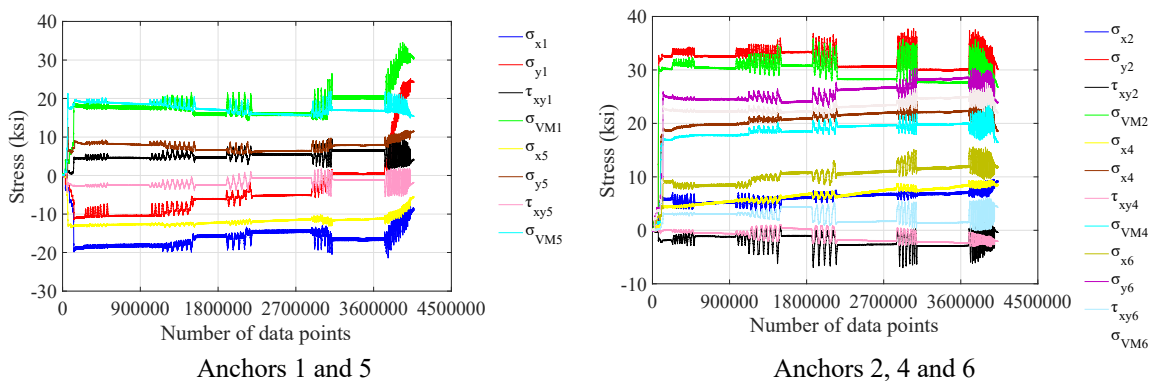 40
30
20
10
0
-10
-20
-30
Stress (ksi)
0 900000 1800000 2700000 3600000 4500000
Number of data points
σx1
σy1
τxy1
σVM1
σx5
σy5
τxy5
σVM5
Anchors 1 and 5
40
30
20
10
0
-10
Stress (ksi)
0 900000 1800000 2700000 3600000 4500000
Number of data points
σx2
σy2
τxy2
σVM2
σx4
σx4
τxy4
σVM4
σx6
σy6
τxy6
σVM6
Anchors 2, 4 and 6